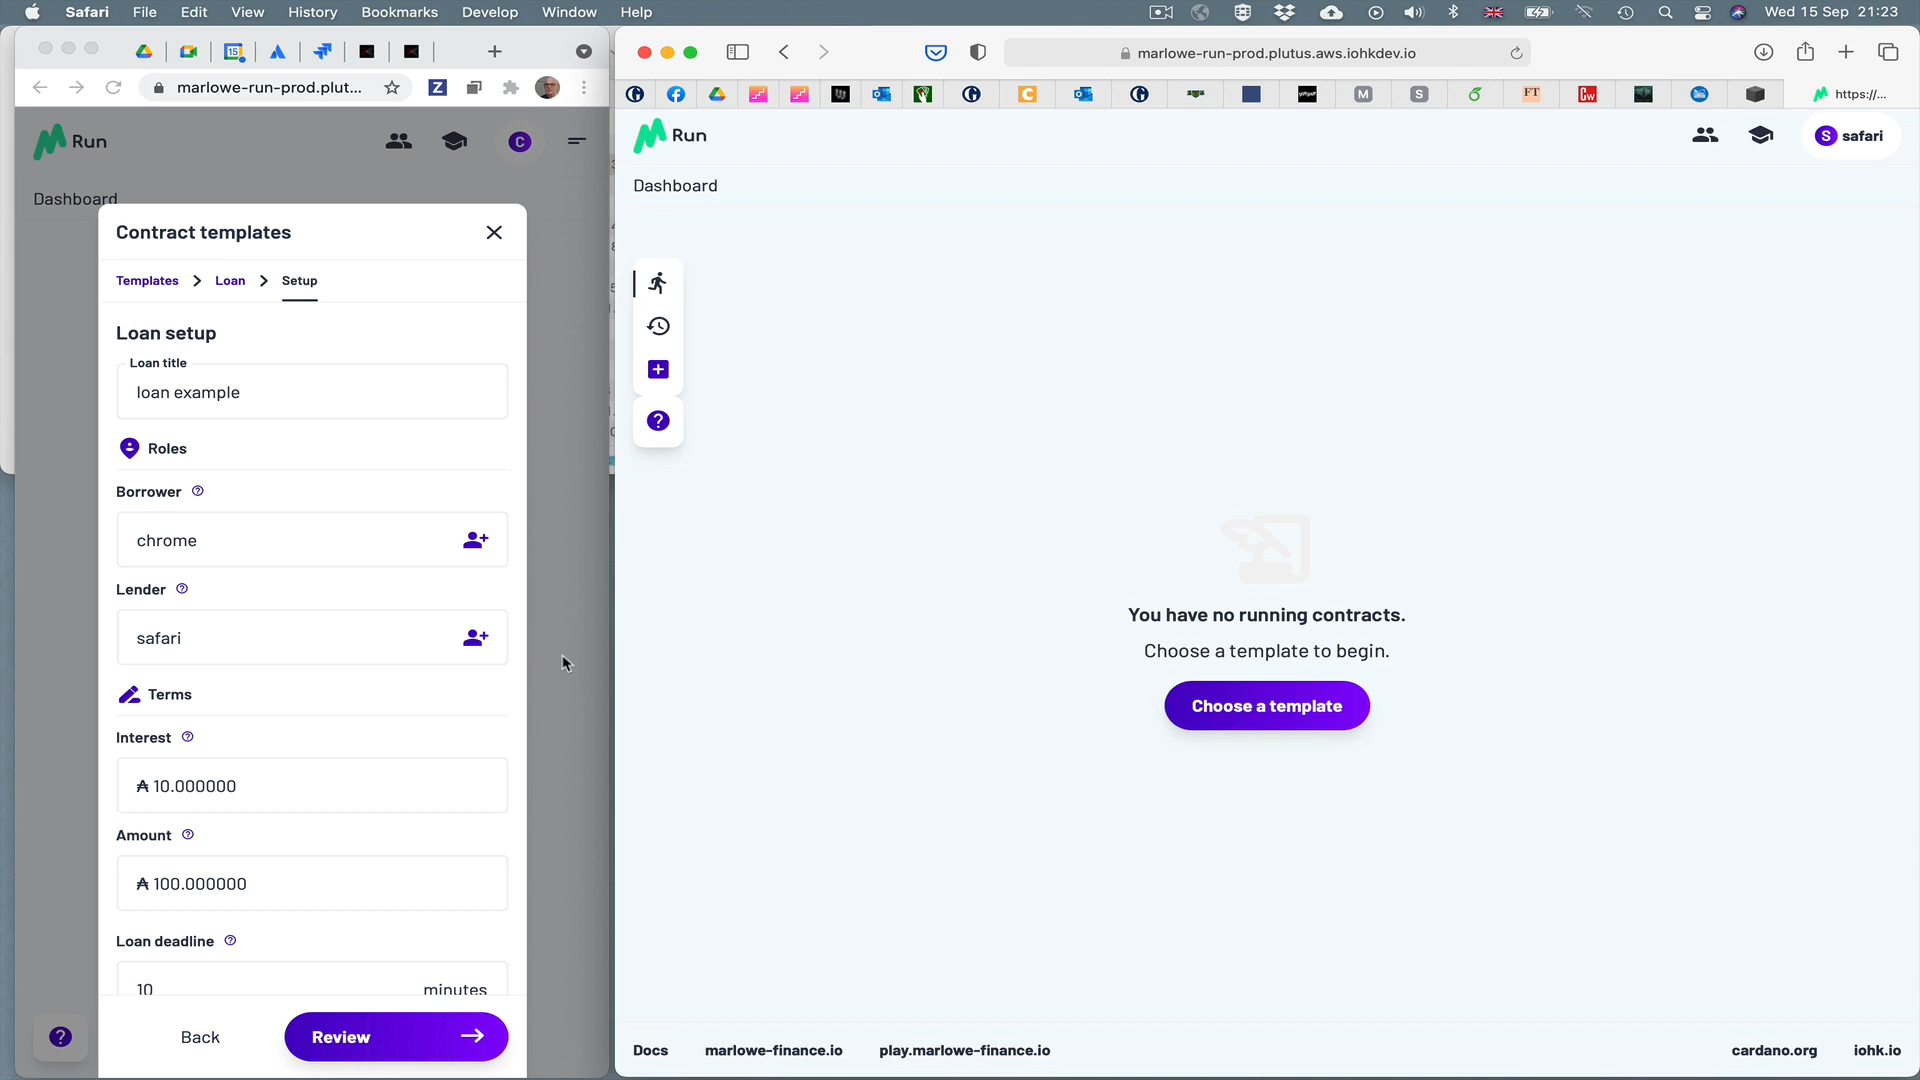 Safari File Edit View History Bookmarks Develop Window Help
Wed 15 Sep 21:23
15
marlowe-run-prod.plut...
Z
Run
C
Dashboard
Contract templates
Templates > Loan > Setup
Loan setup
Loan title
loan example
Roles
Borrower ?
chrome
Lender ?
safari
Terms
Interest ?
₳ 10.000000
Amount ?
₳ 100.000000
Loan deadline ?
10 minutes
Back
Review
?
marlowe-run-prod.plutus.aws.iohkdev.io
M
S
FT
Cw
https://...
Run
S safari
Dashboard
?
You have no running contracts.
Choose a template to begin.
Choose a template
Docs marlowe-finance.io play.marlowe-finance.io
cardano.org iohk.io